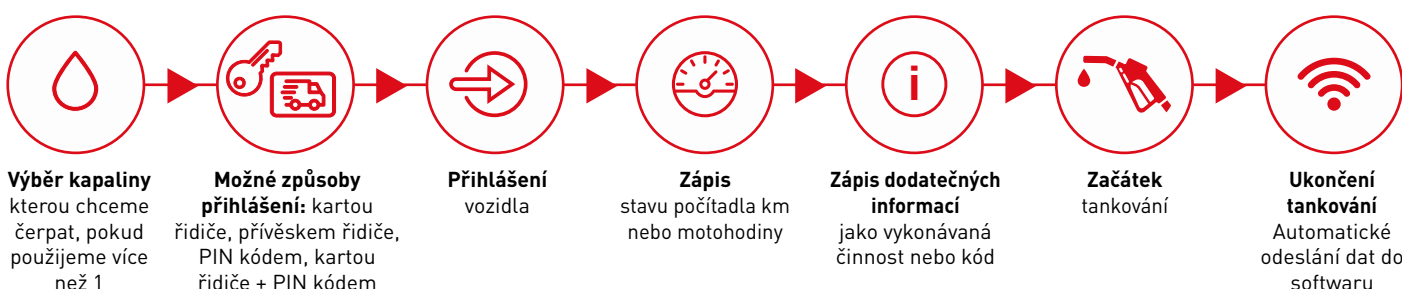 Výběr kapaliny
kterou chceme
čerpat, pokud
použijeme více
než 1
Možné způsoby
přihlášení: kartou
řidiče, přívěskem řidiče,
PIN kódem, kartou
řidiče + PIN kódem
Přihlášení
vozidla
Zápis
stavu počítadla km
nebo motohodiny
Zápis dodatečných
informací
jako vykonávaná
činnost nebo kód
Začátek
tankování
Ukončení
tankování
Automatické
odeslání dat do
softwaru